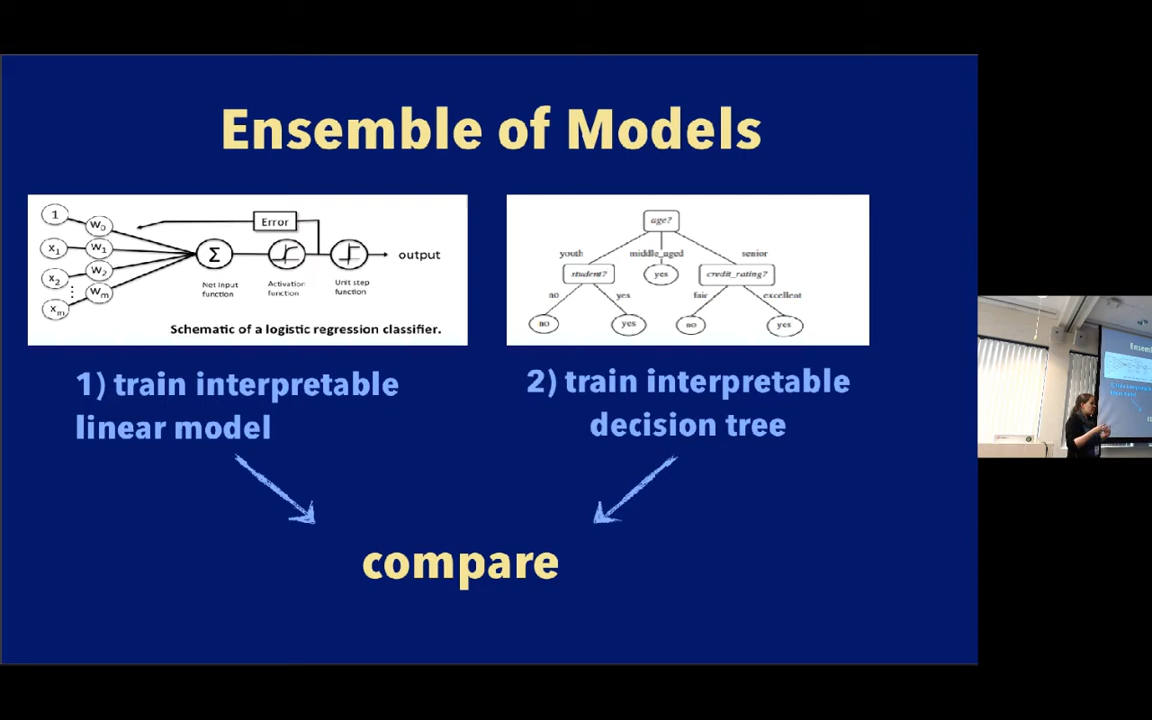 Ensemble of Models
1
w0
x1
w1
x2
w2
⋮
wm
xm
Error
Σ
output
Net input
function
Activation
function
Unit step
function
Schematic of a logistic regression classifier.
age?
youth
middle_aged
senior
student?
yes
credit_rating?
no
yes
fair
excellent
no
yes
no
yes
1) train interpretable
linear model
2) train interpretable
decision tree
compare